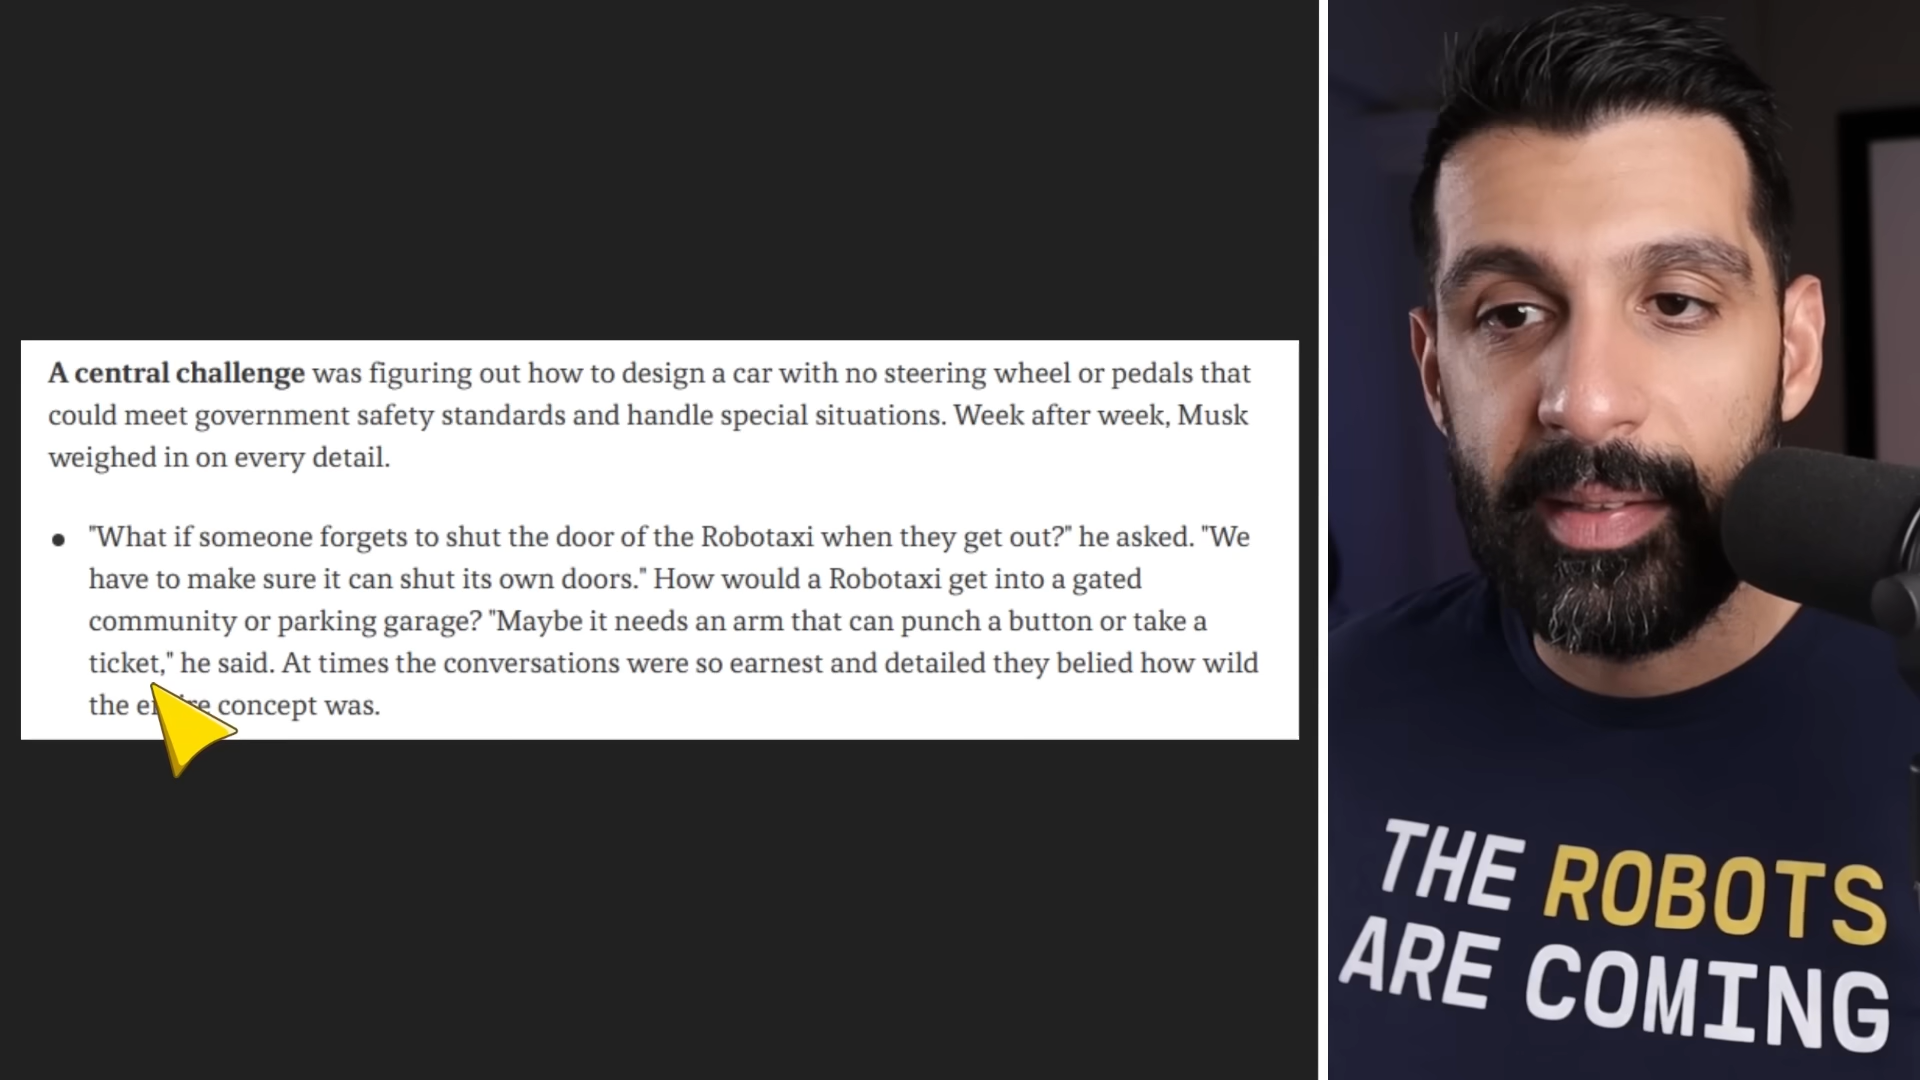 A central challenge was figuring out how to design a car with no steering wheel or pedals that
could meet government safety standards and handle special situations. Week after week, Musk
weighed in on every detail.
"What if someone forgets to shut the door of the Robotaxi when they get out?" he asked. "We
have to make sure it can shut its own doors." How would a Robotaxi get into a gated
community or parking garage? "Maybe it needs an arm that can punch a button or take a
ticket," he said. At times the conversations were so earnest and detailed they belied how wild
the entire concept was.
THE ROBOTS
ARE COMING